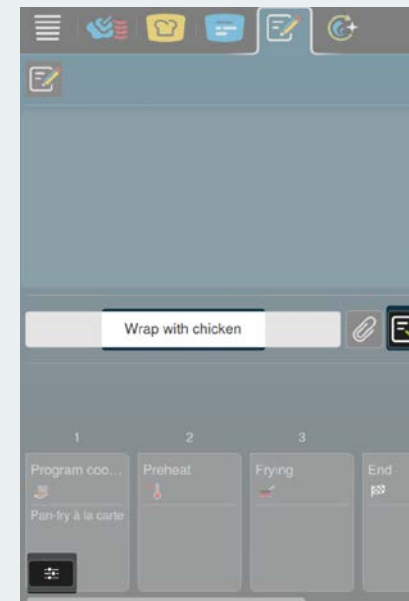 Wrap with chicken
1 2 3
Program coo... Preheat Frying End
Pan-fry à la carte